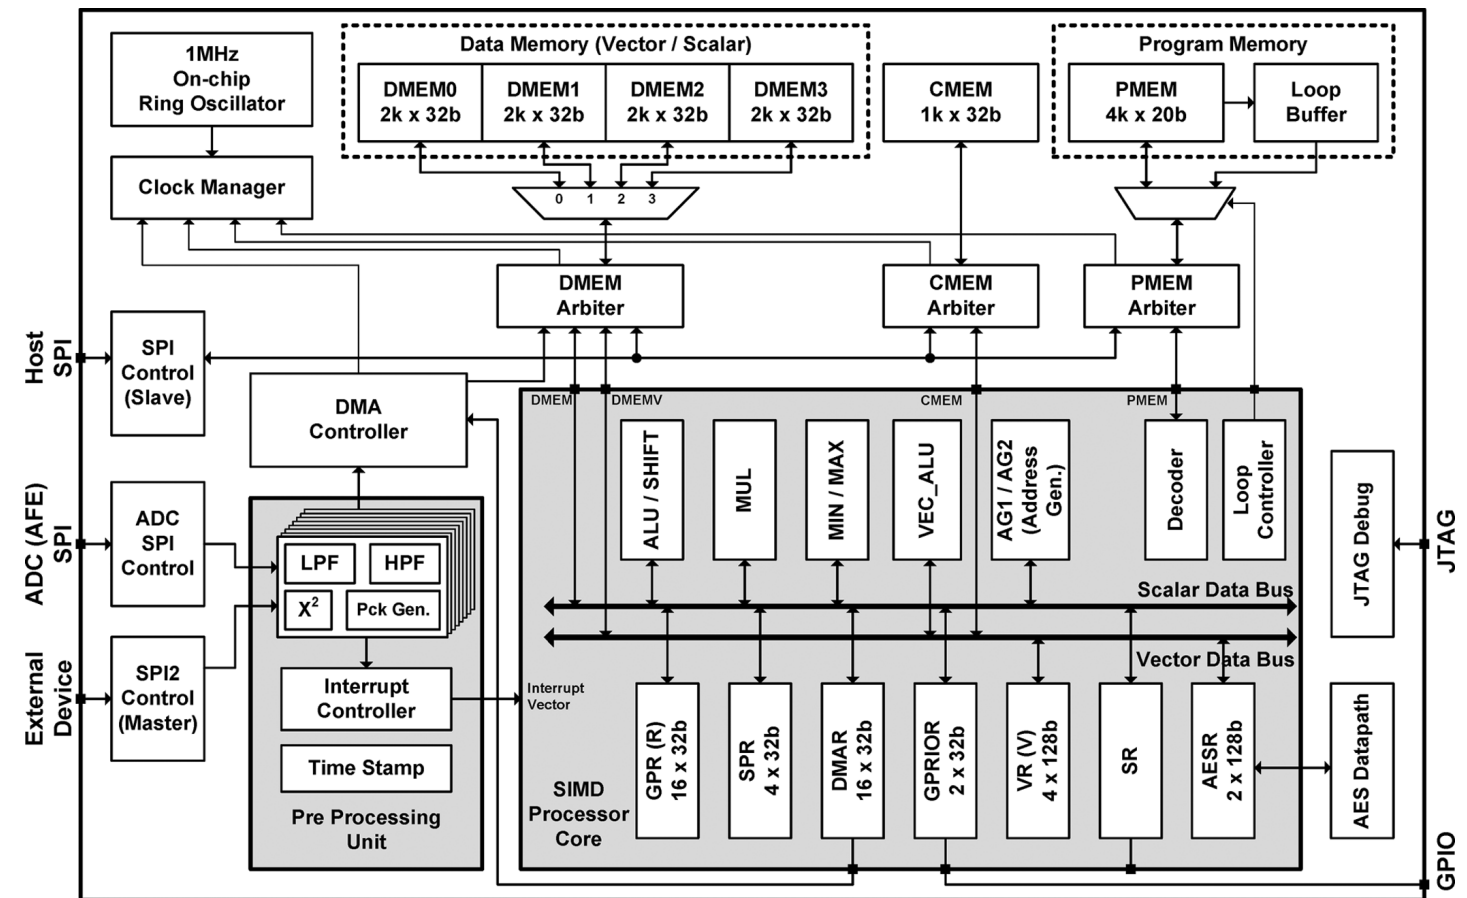 1MHz
On-chip
Ring Oscillator
Data Memory (Vector / Scalar)
DMEM0
2k x 32b
DMEM1
2k x 32b
DMEM2
2k x 32b
DMEM3
2k x 32b
CMEM
1k x 32b
Program Memory
PMEM
4k x 20b
Loop
Buffer
Clock Manager
0
1
2
3
DMEM
Arbiter
CMEM
Arbiter
PMEM
Arbiter
Host
SPI
SPI
Control
(Slave)
DMA
Controller
DMEM
DMEMV
CMEM
PMEM
ALU / SHIFT
MUL
MIN / MAX
VEC_ALU
AG1 / AG2
(Address
Gen.)
Decoder
Loop
Controller
JTAG Debug
JTAG
ADC (AFE)
SPI
ADC
SPI
Control
LPF
HPF
X²
Pck Gen.
Scalar Data Bus
Vector Data Bus
External
Device
SPI2
Control
(Master)
Interrupt
Controller
Interrupt
Vector
Time Stamp
Pre Processing
Unit
SIMD
Processor
Core
GPR (R)
16 x 32b
SPR
4 x 32b
DMAR
16 x 32b
GPRIOR
2 x 32b
VR (V)
4 x 128b
SR
AESR
2 x 128b
AES Datapath
GPIO